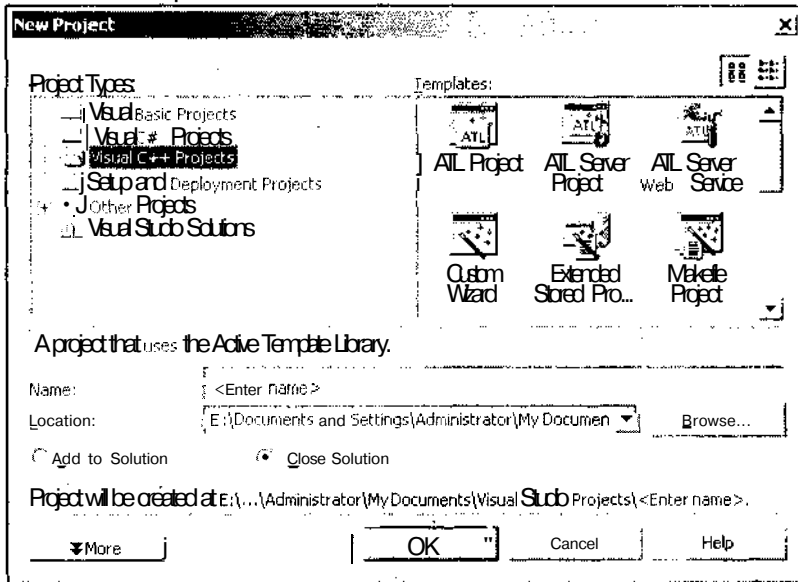 New Project
Project Types:
Templates:
Visual Basic Projects
Visual # Projects
Visual C++ Projects
Setup and Deployment Projects
Other Projects
Visual Studio Solutions
ATL Project
ATL Server Project
ATL Server Web Service
Custom Wizard
Extended Stored Pro...
Makefile Project
A project that uses the Active Template Library.
Name:
<Enter name>
Location:
E:\Documents and Settings\Administrator\My Documen
Browse...
Add to Solution
Close Solution
Project will be created at E:\...\Administrator\My Documents\Visual Studio Projects\<Enter name>.
More
OK
Cancel
Help